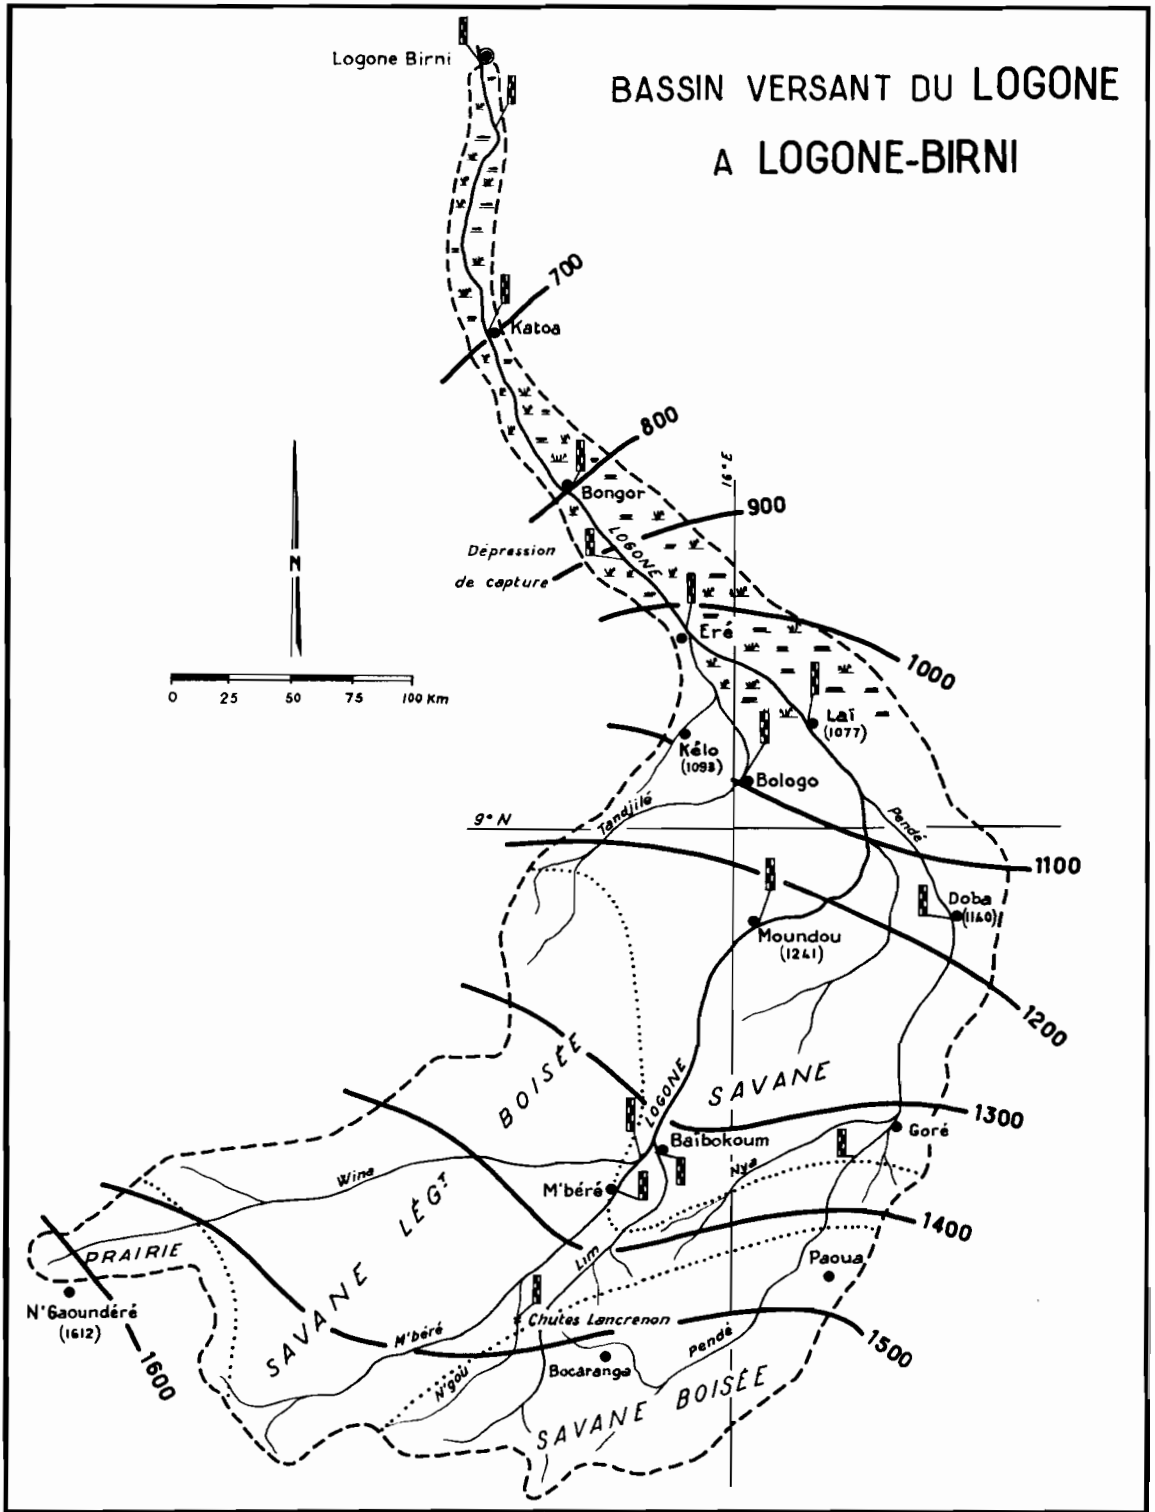 BASSIN VERSANT DU LOGONE
A LOGONE-BIRNI
Logone Birni
700
Katoa
800
Bongor
16° E
900
LOGONE
Dépression
de capture
N
Eré
1000
0 25 50 75 100 Km
Laï
(1077)
Kélo
(1093)
Bologo
Tandjilé
9° N
Pendé
1100
Doba
(1140)
Moundou
(1241)
1200
BOISÉE
LOGONE
SAVANE
1300
Goré
Baïbokoum
Nya
Wina
M'béré
LÉGT
1400
Lim
Paoua
PRAIRIE
N'Gaoundéré
(1612)
SAVANE
Chutes Lancrenon
M'béré
Pendé
1500
Bocaranga
N'gou
1600
SAVANE BOISÉE